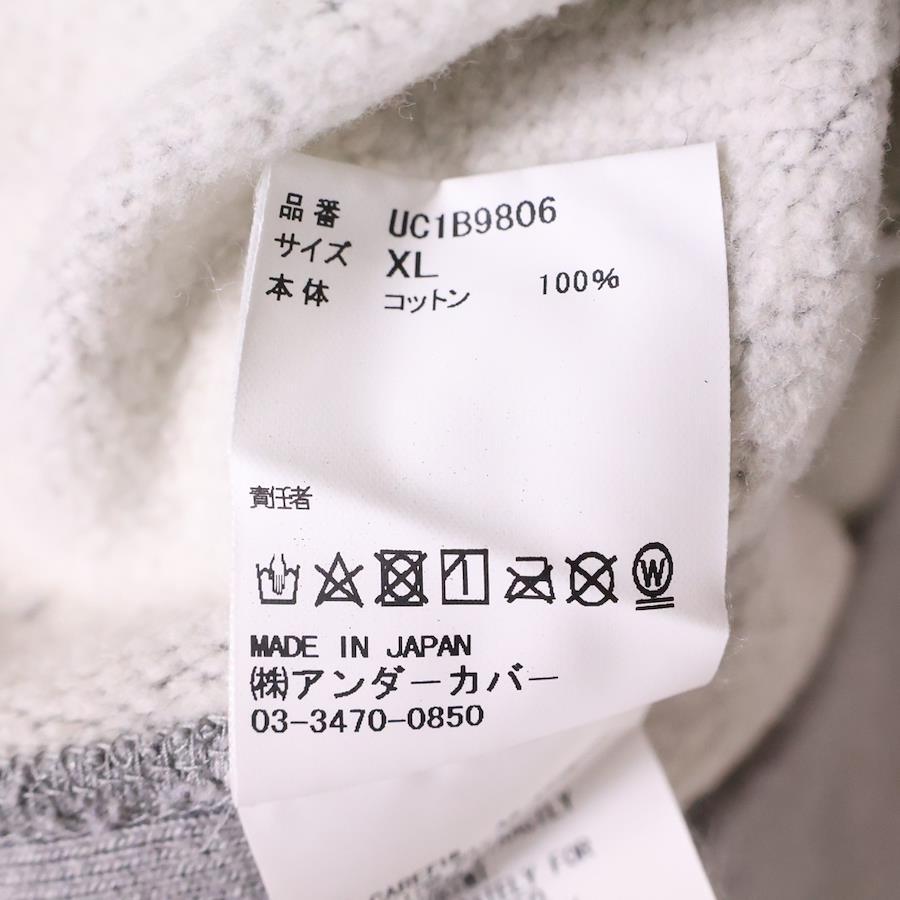 品番 UC1B9806
サイズ XL
本体 コットン 100%
責任者
W
MADE IN JAPAN
㈱アンダーカバー
03-3470-0850
FOR